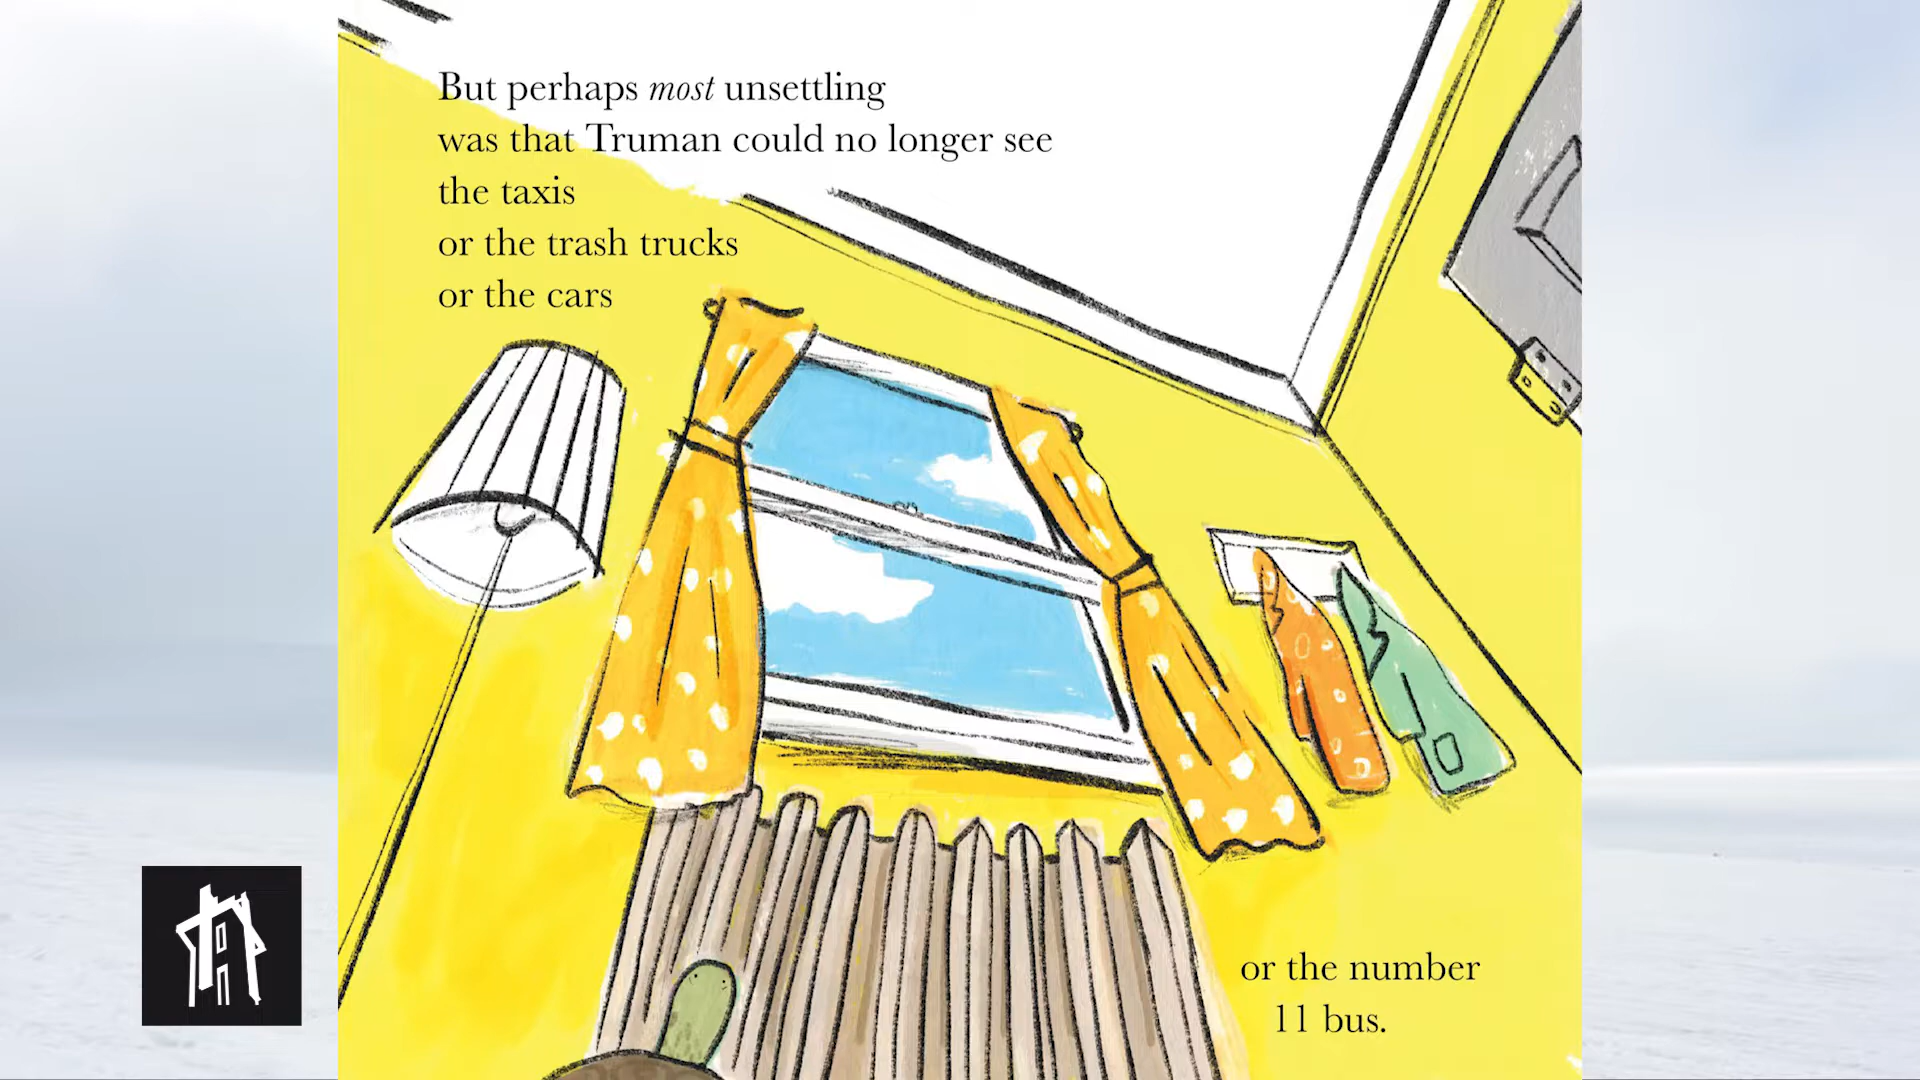 But perhaps most unsettling
was that Truman could no longer see
the taxis
or the trash trucks
or the cars
or the number
11 bus.